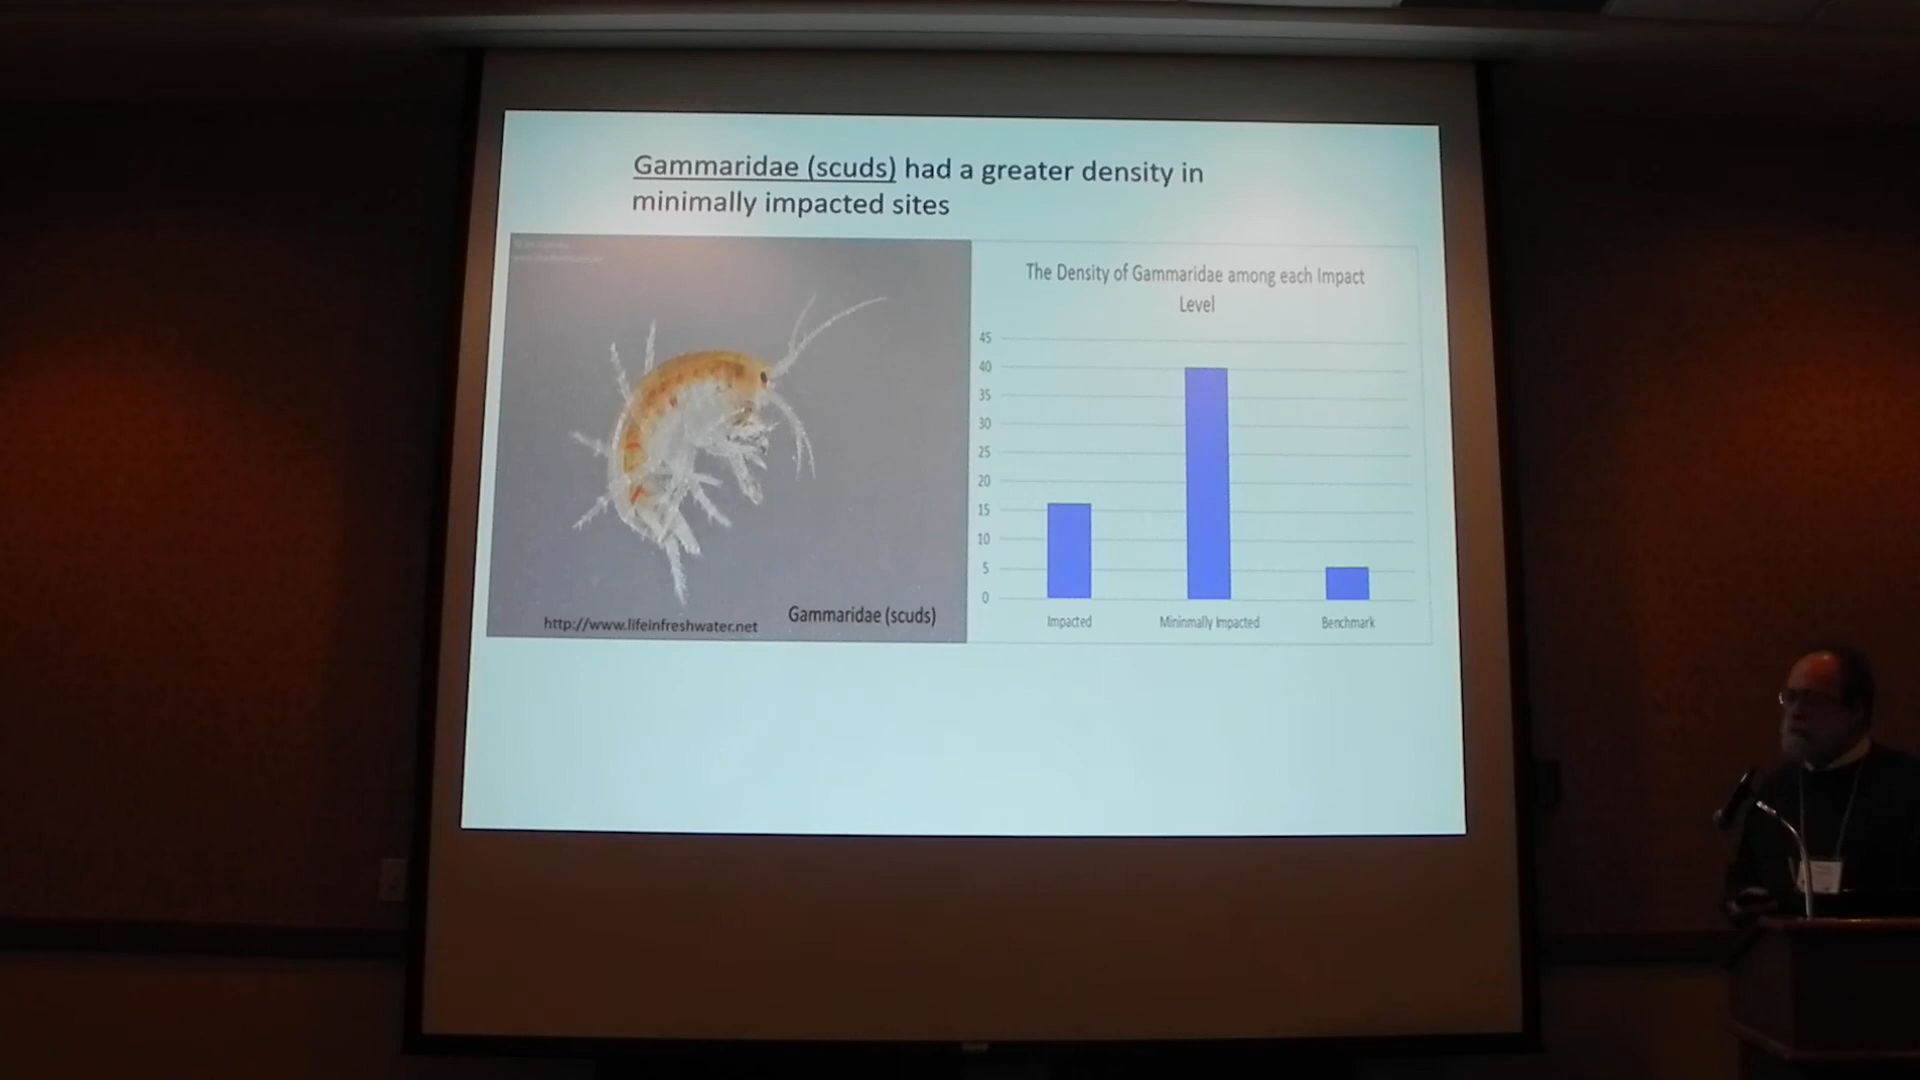 Gammaridae (scuds) had a greater density in
minimally impacted sites
The Density of Gammaridae among each Impact
Level
45
40
35
30
25
20
15
10
5
0
Impacted
Mininmally Impacted
Benchmark
http://www.lifeinfreshwater.net
Gammaridae (scuds)